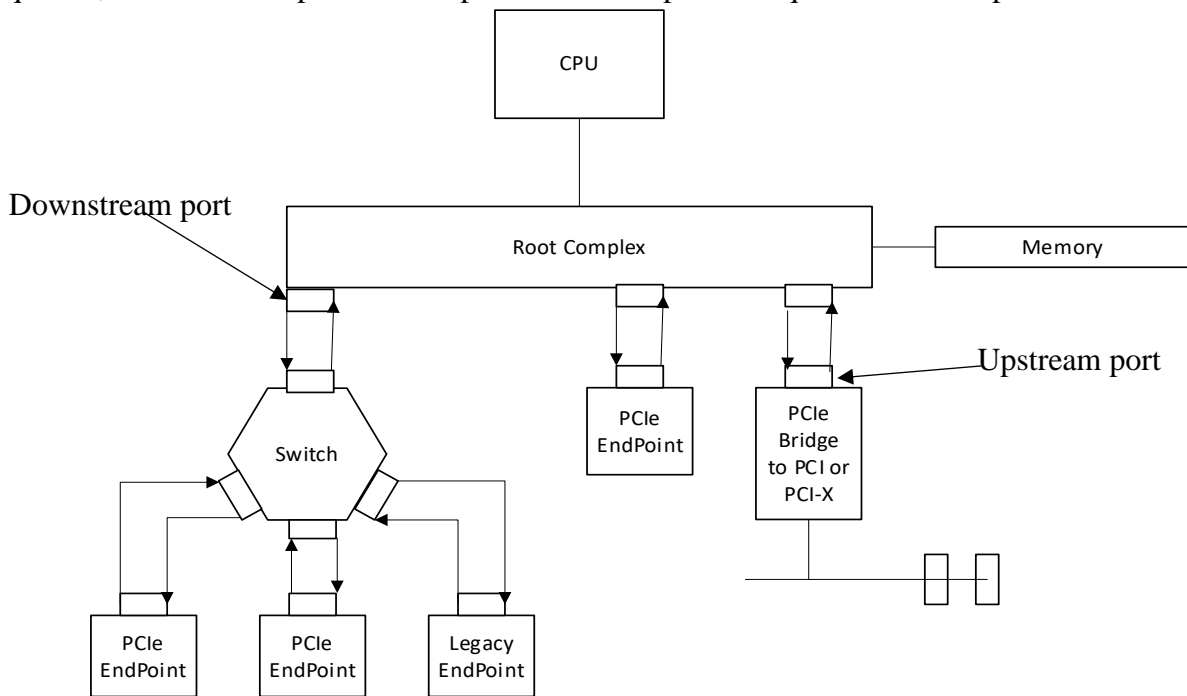 CPU
Downstream port
Root Complex
Memory
Upstream port
PCIe
EndPoint
PCIe
Bridge
to PCI or
PCI-X
Switch
PCIe
EndPoint
PCIe
EndPoint
Legacy
EndPoint